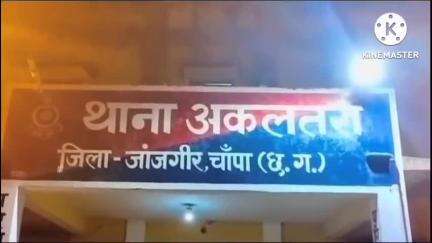 थाना अकलतरा
जिला - जांजगीर, चाँपा (छ. ग.)
KINEMASTER